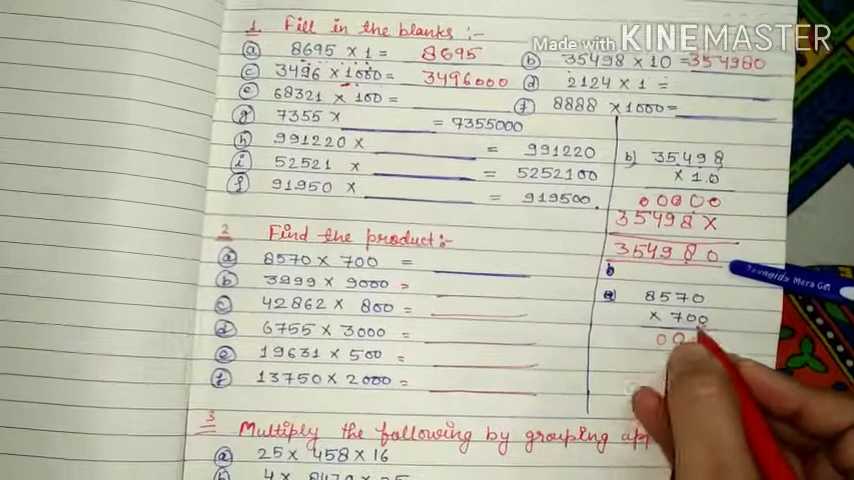 Made with KINEMASTER
1 Fill in the blanks :-
a 8695 × 1 = 8695
b 35498 × 10 = 354980
c 3496 × 1000 = 3496000
d 2124 × 1 =
e 68321 × 100 =
f 8888 × 1000 =
g 7355 × = 7355000
h 991220 × = 991220
i 52521 × = 5252100
f 91950 × = 919500.
b) 35498
× 10
00000
35498×
354980
b
2 Find the product:-
a 8570 × 700 =
b 3999 × 9000 =
c 42862 × 800 =
d 6755 × 3000 =
e 19631 × 500 =
f 13750 × 2000 =
a 8570
× 700
00
3 Multiply the following by grouping
a 25 × 458 × 16